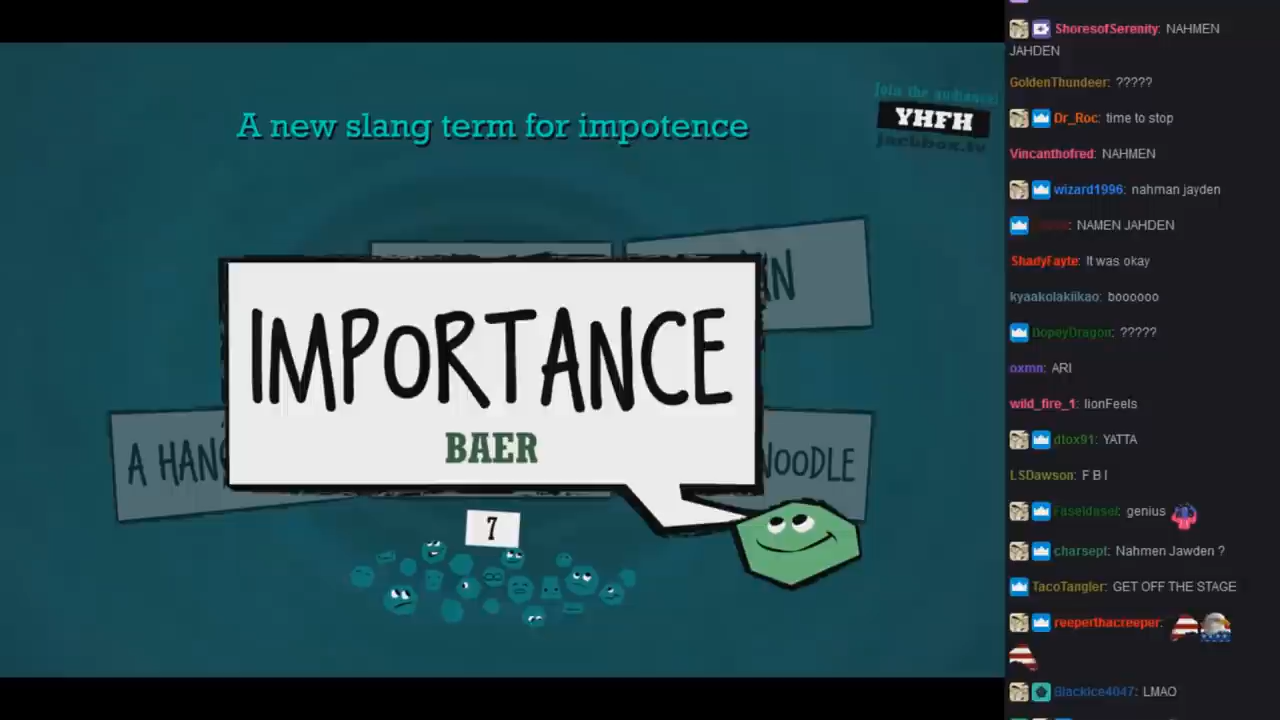 A new slang term for impotence
Join the audience!
YHFH
jackbox.tv
IMPORTANCE
BAER
A HAN
NOODLE
7
ShoresofSerenity: NAHMEN
JAHDEN
GoldenThundeer: ?????
Dr_Roc: time to stop
Vincanthofred: NAHMEN
wizard1996: nahman jayden
: NAMEN JAHDEN
ShadyFayte: It was okay
kyaakolakiikao: boooooo
DopeyDragon: ?????
oxmn: ARI
wild_fire_1: lionFeels
dtox91: YATTA
LSDawson: F B I
Faseldasel: genius
charsept: Nahmen Jawden ?
TacoTangler: GET OFF THE STAGE
reeperthacreeper:
Blackice4047: LMAO